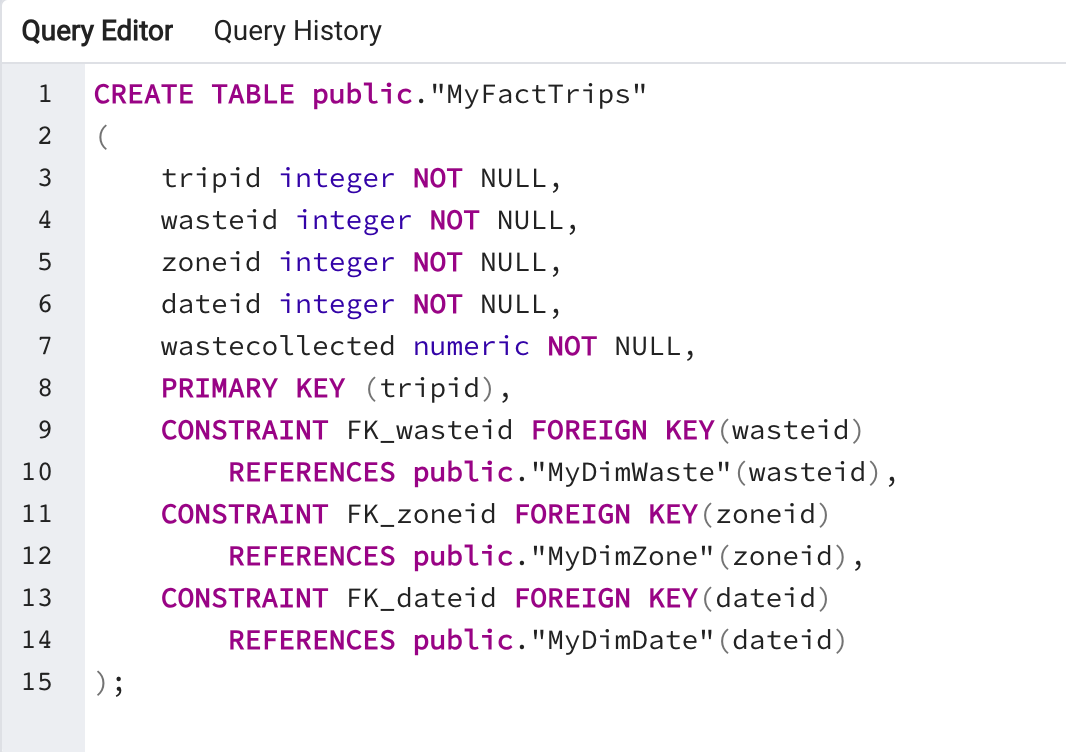 Query Editor Query History
1 CREATE TABLE public."MyFactTrips"
2 (
3 tripid integer NOT NULL,
4 wasteid integer NOT NULL,
5 zoneid integer NOT NULL,
6 dateid integer NOT NULL,
7 wastecollected numeric NOT NULL,
8 PRIMARY KEY (tripid),
9 CONSTRAINT FK_wasteid FOREIGN KEY(wasteid)
10 REFERENCES public."MyDimWaste"(wasteid),
11 CONSTRAINT FK_zoneid FOREIGN KEY(zoneid)
12 REFERENCES public."MyDimZone"(zoneid),
13 CONSTRAINT FK_dateid FOREIGN KEY(dateid)
14 REFERENCES public."MyDimDate"(dateid)
15 );